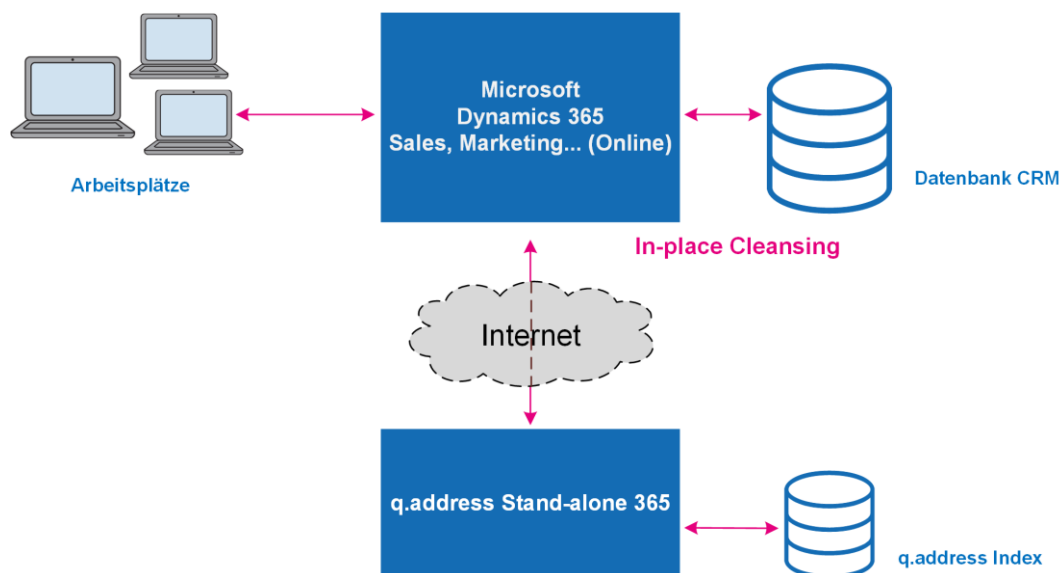 Microsoft
Dynamics 365
Sales, Marketing... (Online)
Arbeitsplätze
Datenbank CRM
In-place Cleansing
Internet
q.address Stand-alone 365
q.address Index